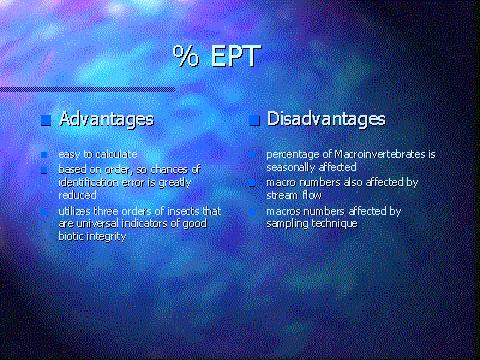 % EPT
Advantages
easy to calculate
based on order, so chances of
identification error is greatly
reduced
utilizes three orders of insects that
are universal indicators of good
biotic integrity
Disadvantages
percentage of Macroinvertebrates is
seasonally affected
macro numbers also affected by
stream flow
macros numbers affected by
sampling technique